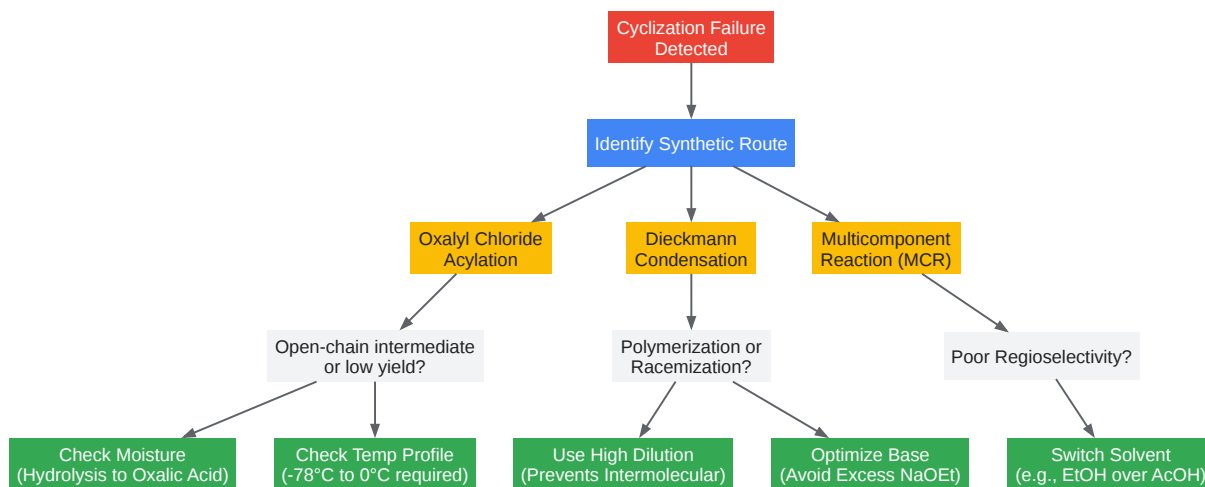 Cyclization Failure
Detected
Identify Synthetic Route
Oxalyl Chloride
Acylation
Dieckmann
Condensation
Multicomponent
Reaction (MCR)
Open-chain intermediate
or low yield?
Polymerization or
Racemization?
Poor Regioselectivity?
Check Moisture
(Hydrolysis to Oxalic Acid)
Check Temp Profile
(-78°C to 0°C required)
Use High Dilution
(Prevents Intermolecular)
Optimize Base
(Avoid Excess NaOEt)
Switch Solvent
(e.g., EtOH over AcOH)